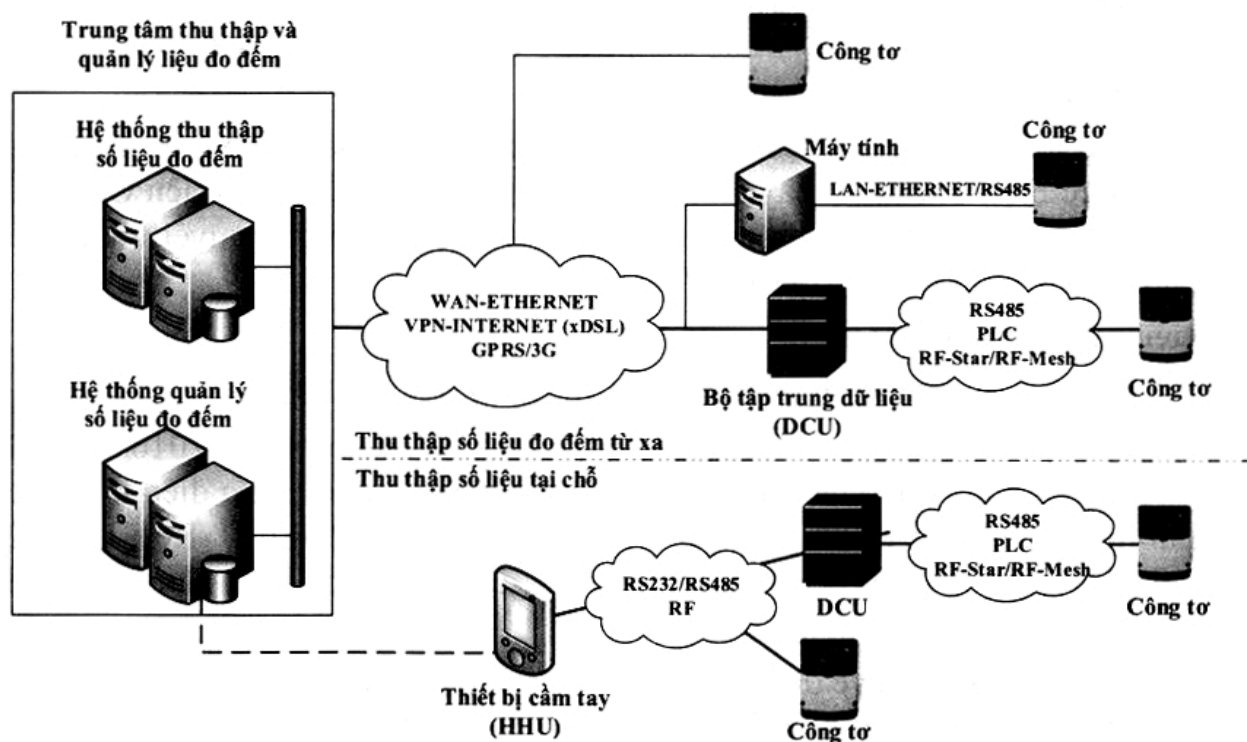 Trung tâm thu thập và
quản lý liệu đo đếm
Hệ thống thu thập
số liệu đo đếm
Hệ thống quản lý
số liệu đo đếm
WAN-ETHERNET
VPN-INTERNET (xDSL)
GPRS/3G
Công tơ
Máy tính
LAN-ETHERNET/RS485
Công tơ
Bộ tập trung dữ liệu
(DCU)
RS485
PLC
RF-Star/RF-Mesh
Công tơ
Thu thập số liệu đo đếm từ xa
Thu thập số liệu tại chỗ
Thiết bị cầm tay
(HHU)
RS232/RS485
RF
DCU
RS485
PLC
RF-Star/RF-Mesh
Công tơ
Công tơ